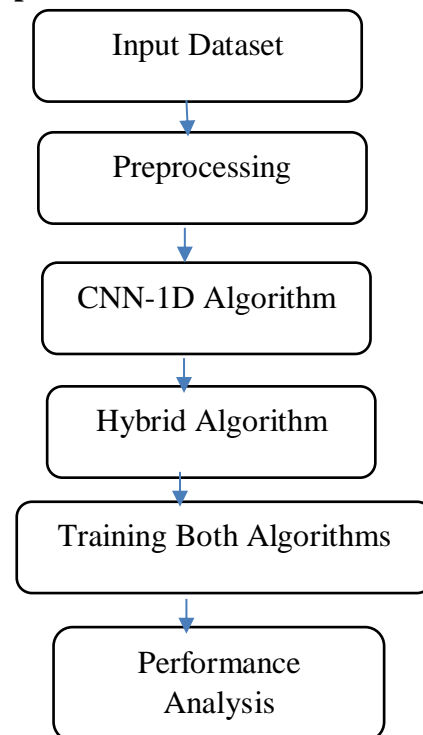 Input Dataset
Preprocessing
CNN-1D Algorithm
Hybrid Algorithm
Training Both Algorithms
Performance
Analysis